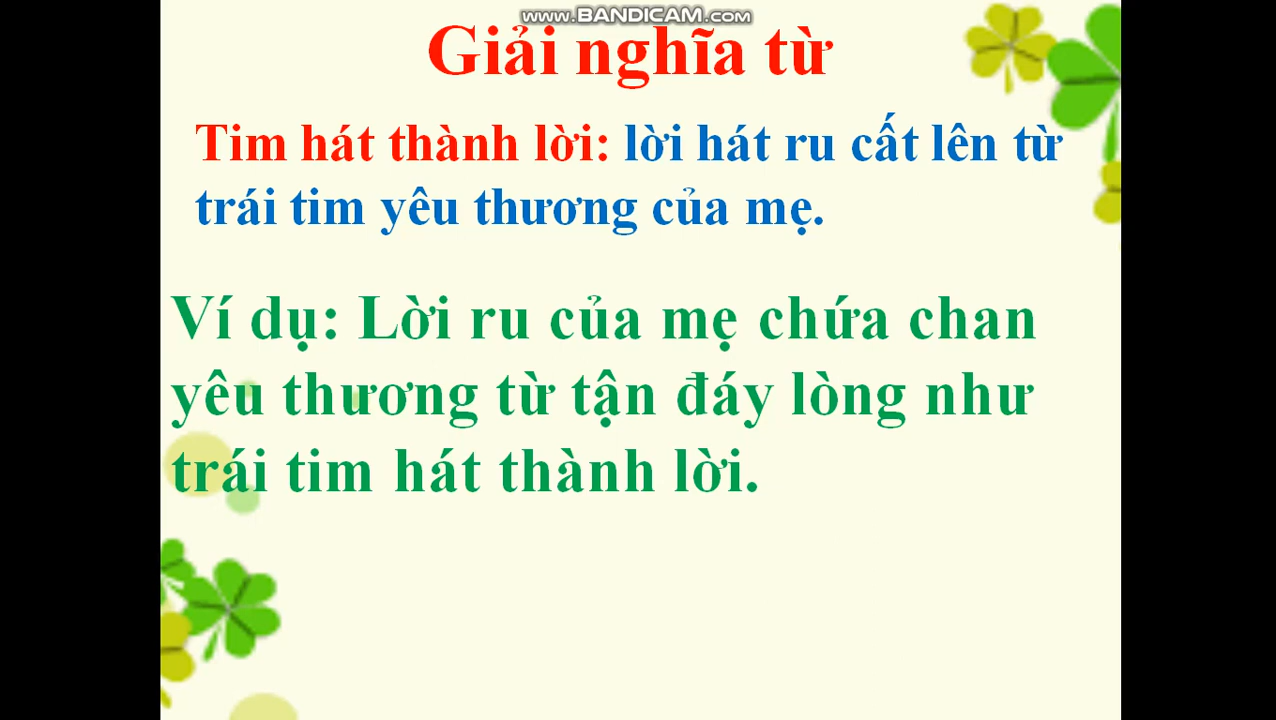 www.BANDICAM.com
Giải nghĩa từ
Tim hát thành lời: lời hát ru cất lên từ
trái tim yêu thương của mẹ.
Ví dụ: Lời ru của mẹ chứa chan
yêu thương từ tận đáy lòng như
trái tim hát thành lời.